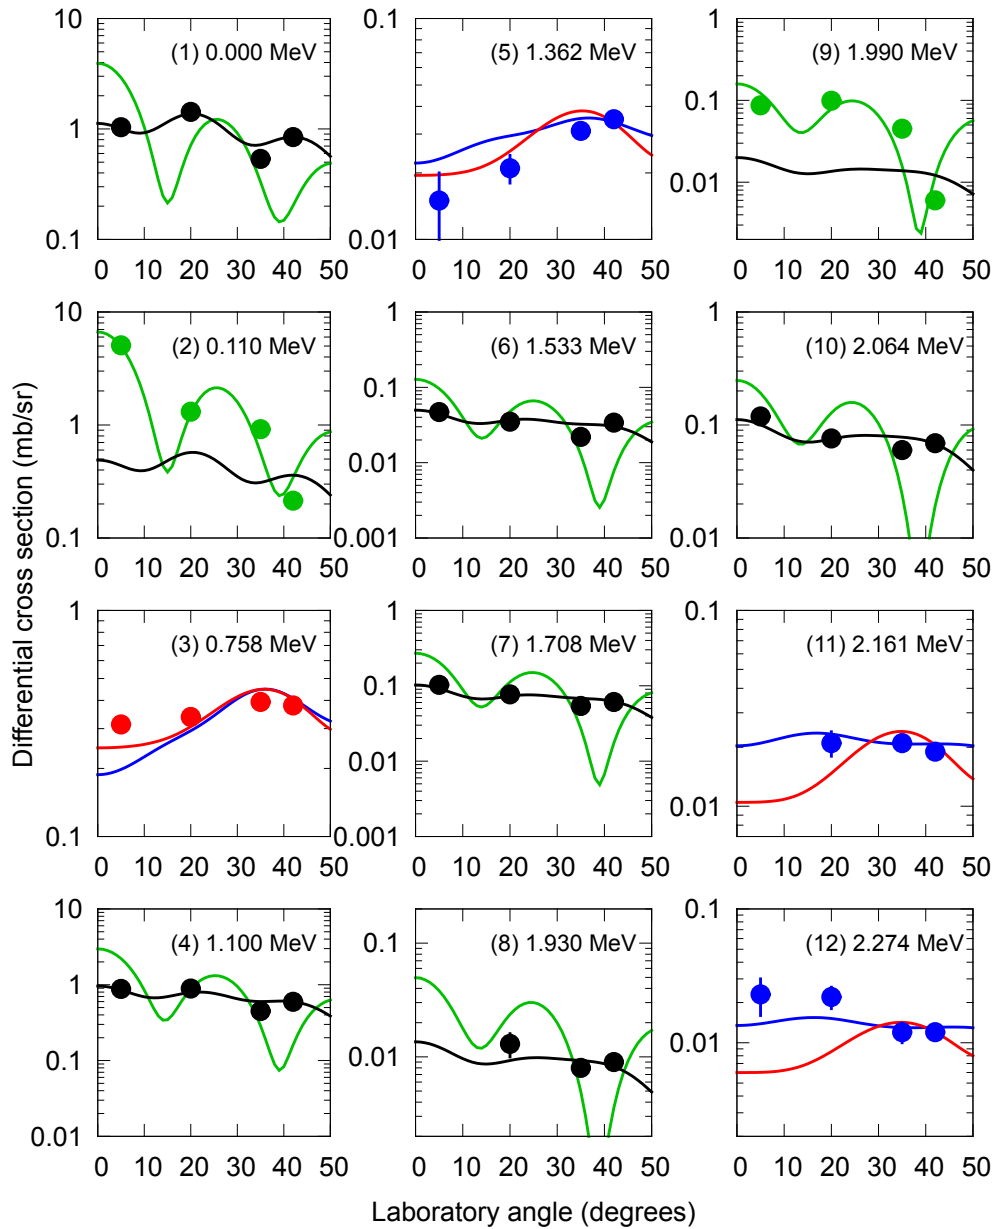 (1) 0.000 MeV
10
1
0.1
0 10 20 30 40 50
(5) 1.362 MeV
0.1
0.01
0 10 20 30 40 50
(9) 1.990 MeV
1
0.1
0.01
0 10 20 30 40 50
(2) 0.110 MeV
10
1
0.1
0 10 20 30 40 50
(6) 1.533 MeV
1
0.1
0.01
0.001
0 10 20 30 40 50
(10) 2.064 MeV
1
0.1
0.01
0 10 20 30 40 50
(3) 0.758 MeV
1
0.1
0 10 20 30 40 50
(7) 1.708 MeV
1
0.1
0.01
0.001
0 10 20 30 40 50
(11) 2.161 MeV
0.1
0.01
0 10 20 30 40 50
(4) 1.100 MeV
10
1
0.1
0.01
0 10 20 30 40 50
(8) 1.930 MeV
0.1
0.01
0 10 20 30 40 50
(12) 2.274 MeV
0.1
0.01
0 10 20 30 40 50
Differential cross section (mb/sr)
Laboratory angle (degrees)